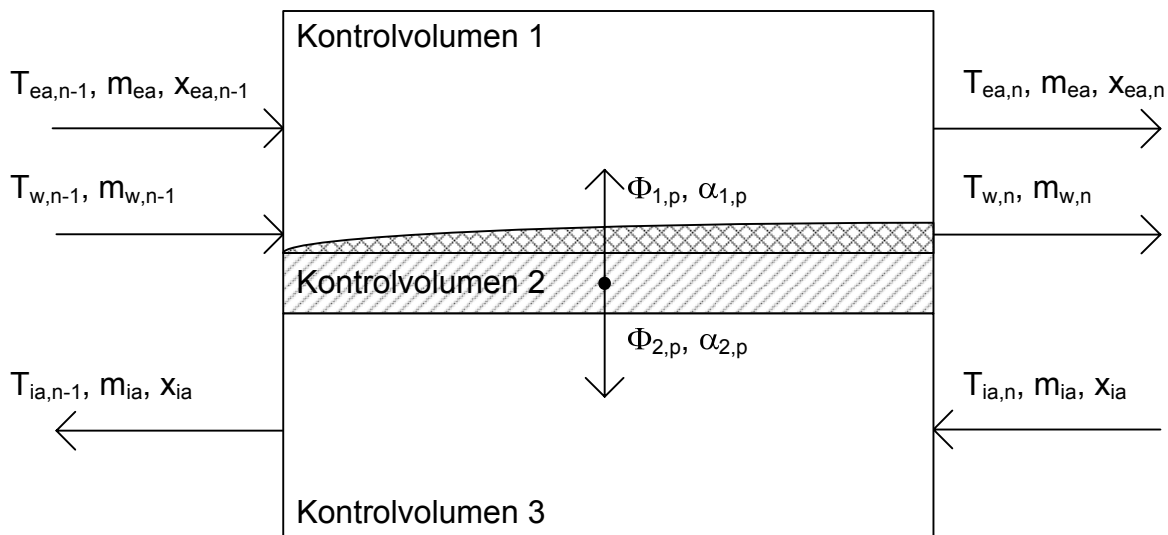 Kontrolvolumen 1
T_ea,n-1, m_ea, x_ea,n-1
T_ea,n, m_ea, x_ea,n
T_w,n-1, m_w,n-1
Φ_1,p, α_1,p
T_w,n, m_w,n
Kontrolvolumen 2
Φ_2,p, α_2,p
T_ia,n-1, m_ia, x_ia
T_ia,n, m_ia, x_ia
Kontrolvolumen 3